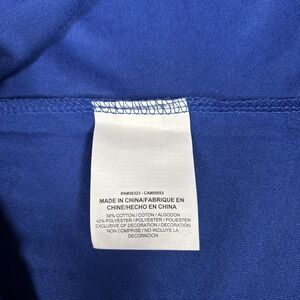 RN#56323 - CA#05553
MADE IN CHINA/FABRIQUE EN
CHINE/HECHO EN CHINA
58% COTTON / COTON / ALGODON
42% POLYESTER / POLYESTER / POLIESTER
EXCLUSIVE OF DECORATION / DECORATION
NON COMPRISE / NO INCLUYE LA
DECORACION